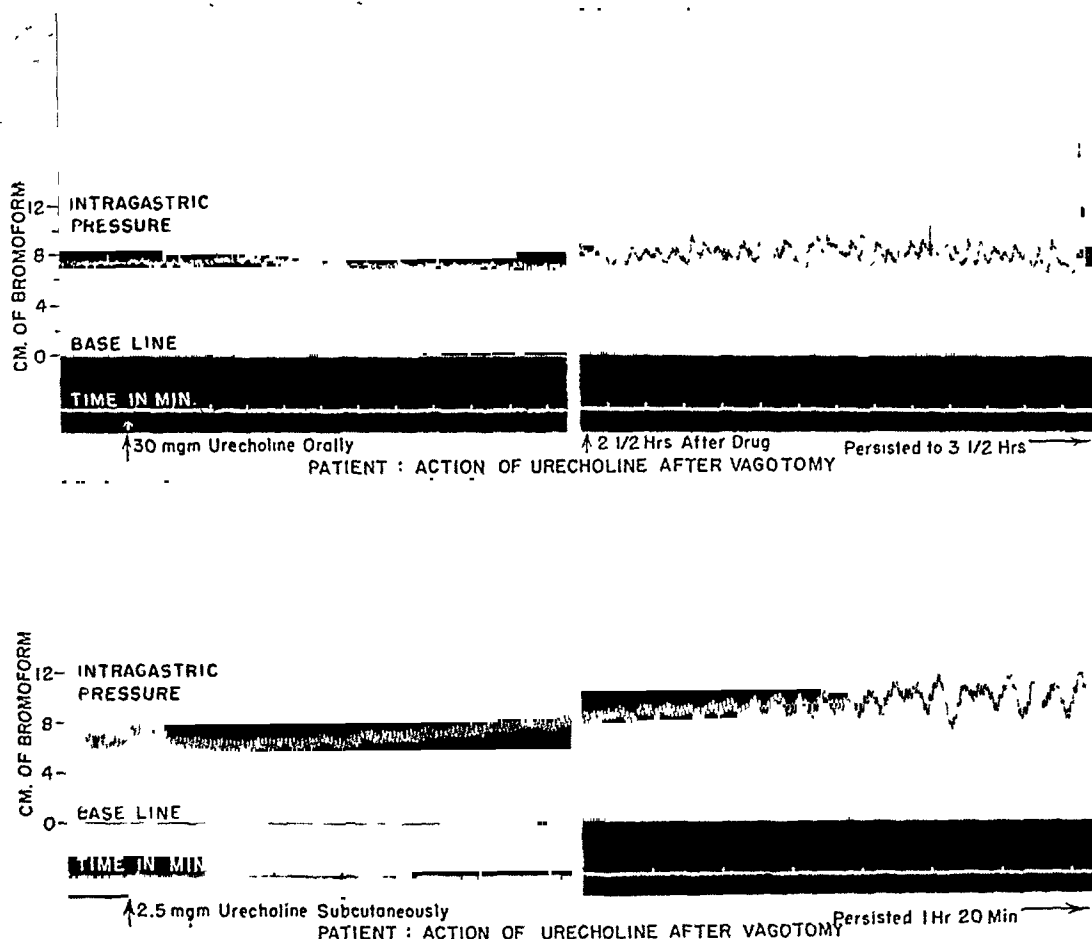 CM. OF BROMOFORM
12
INTRAGASTRIC
PRESSURE
8
4
BASE LINE
0
TIME IN MIN.
30 mgm Urecholine Orally
2 1/2 Hrs After Drug
Persisted to 3 1/2 Hrs
PATIENT : ACTION OF URECHOLINE AFTER VAGOTOMY
CM. OF BROMOFORM
12
INTRAGASTRIC
PRESSURE
8
4
BASE LINE
0
TIME IN MIN
2.5 mgm Urecholine Subcutaneously
Persisted 1 Hr 20 Min
PATIENT : ACTION OF URECHOLINE AFTER VAGOTOMY